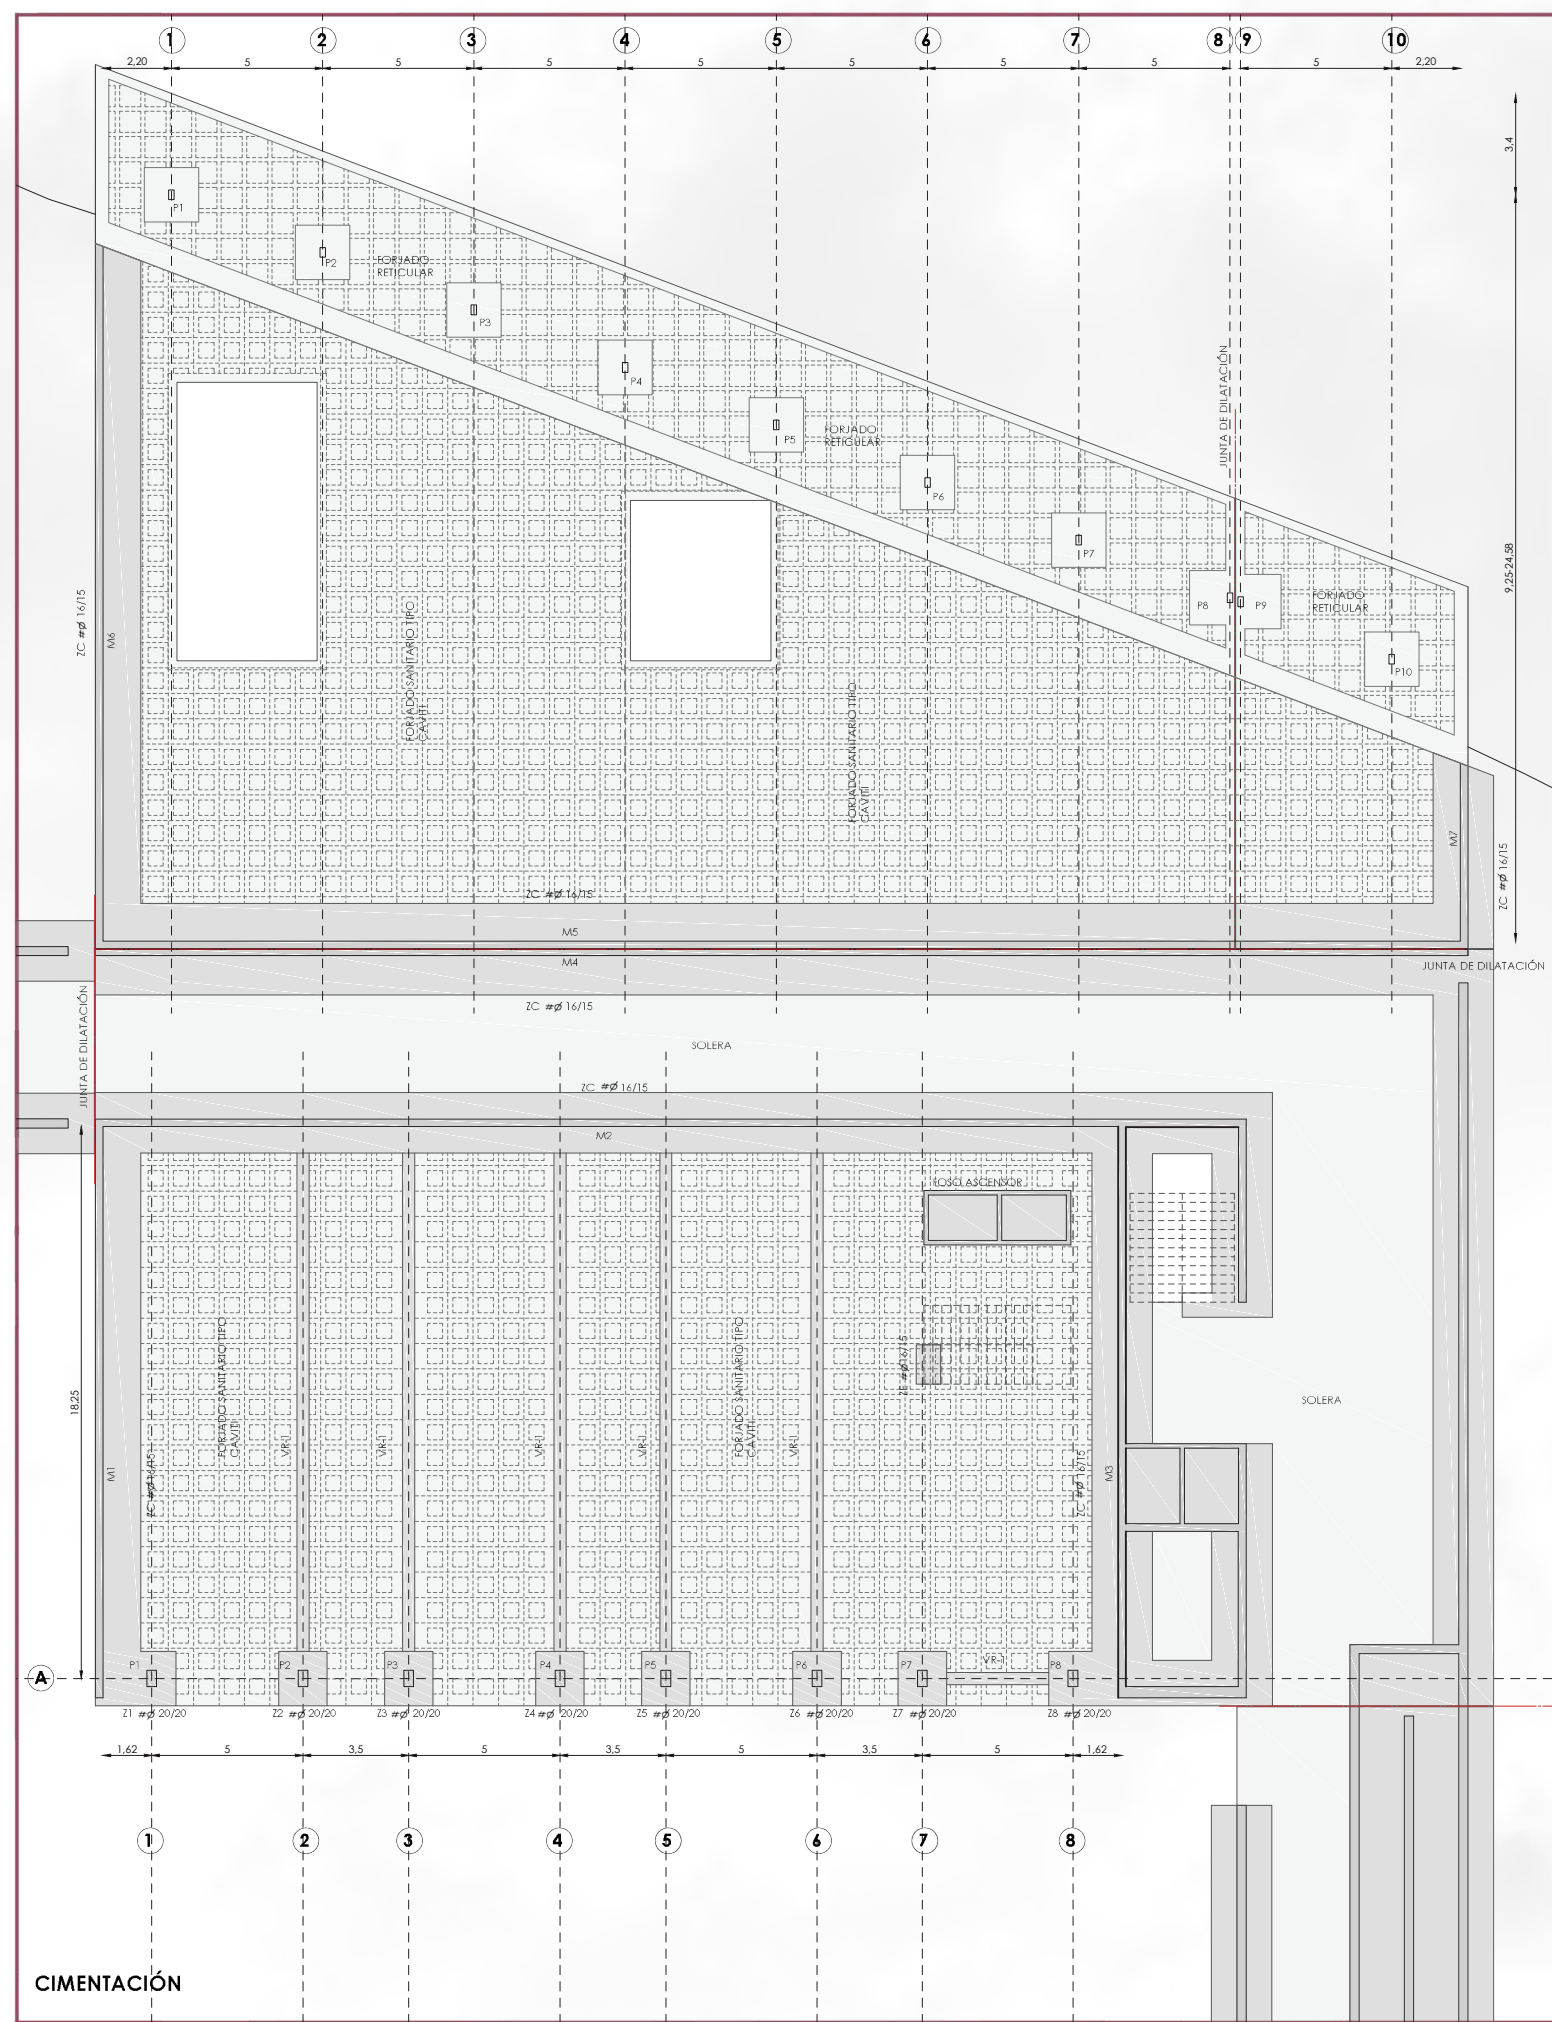 1 2 3 4 5 6 7 8 9 10
2,20 5 5 5 5 5 5 5 5 2,20
3,4
P1
P2
FORJADO
RETICULAR
P3
P4
P5
FORJADO
RETICULAR
P6
P7
JUNTA DE DILATACIÓN
P8
P9
FORJADO
RETICULAR
P10
9,25-24,58
ZC #Ø 16/15
M6
FORJADO SANITARIO TIPO
CAVITI
FORJADO SANITARIO TIPO
CAVITI
M7
ZC #Ø 16/15
ZC #Ø 16/15
M5
M4
JUNTA DE DILATACIÓN
ZC #Ø 16/15
JUNTA DE DILATACIÓN
SOLERA
ZC #Ø 16/15
M2
FOSO ASCENSOR
18,25
M1
ZC #Ø 16/15
FORJADO SANITARIO TIPO
CAVITI
VR-1
VR-1
VR-1
VR-1
FORJADO SANITARIO TIPO
CAVITI
VR-1
ZE #Ø 16/15
ZC #Ø 16/15
M3
SOLERA
VR-1
A
P1 P2 P3 P4 P5 P6 P7 P8
Z1 #Ø 20/20 Z2 #Ø 20/20 Z3 #Ø 20/20 Z4 #Ø 20/20 Z5 #Ø 20/20 Z6 #Ø 20/20 Z7 #Ø 20/20 Z8 #Ø 20/20
1,62 5 3,5 5 3,5 5 3,5 5 1,62
1 2 3 4 5 6 7 8
CIMENTACIÓN